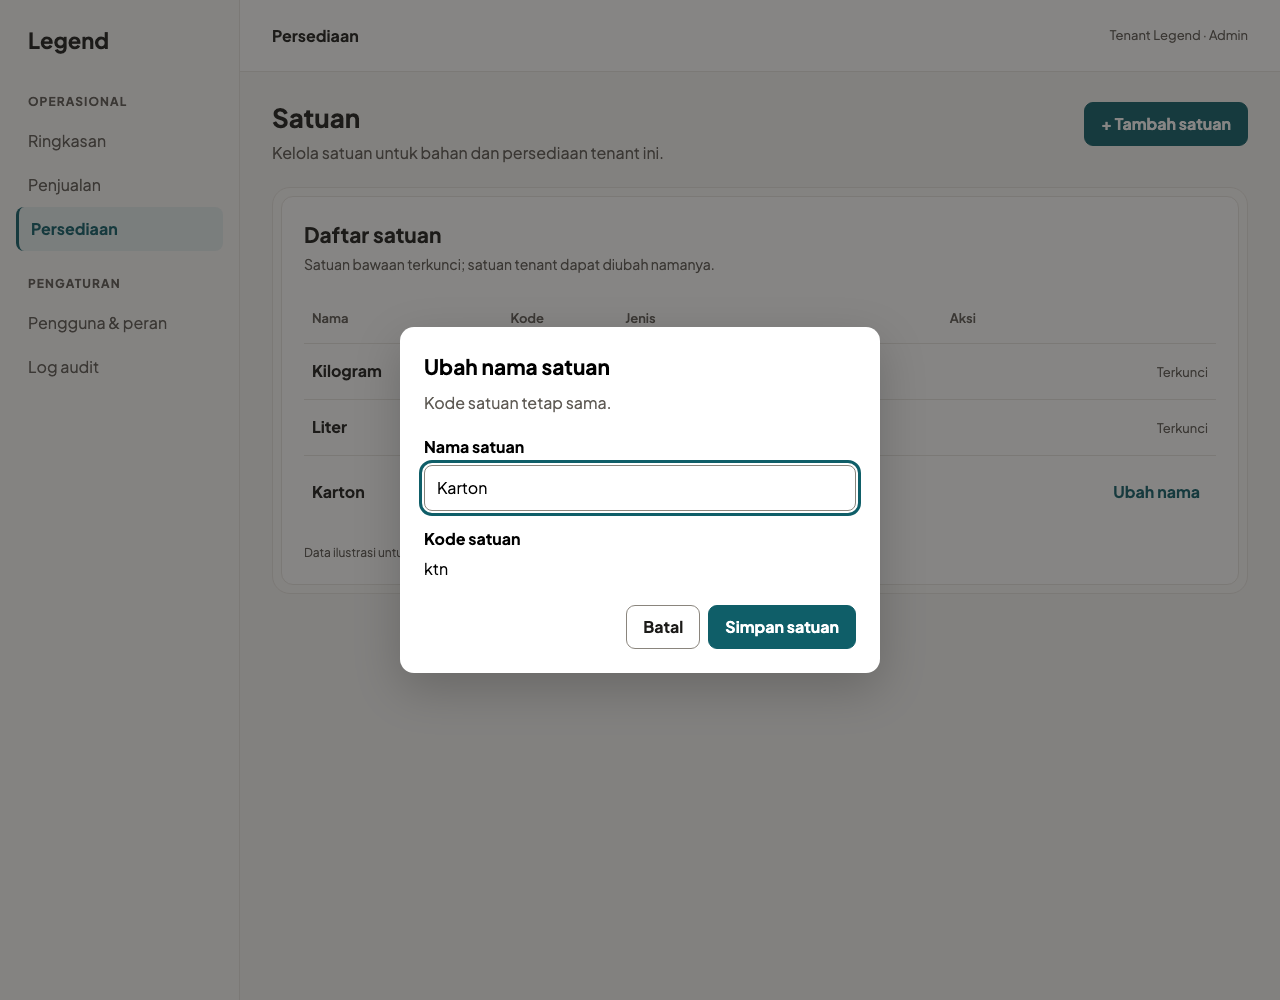 Legend
OPERASIONAL
Ringkasan
Penjualan
Persediaan
PENGATURAN
Pengguna & peran
Log audit
Persediaan
Tenant Legend · Admin
Satuan
Kelola satuan untuk bahan dan persediaan tenant ini.
+ Tambah satuan
Daftar satuan
Satuan bawaan terkunci; satuan tenant dapat diubah namanya.
Nama Kode Jenis Aksi
Kilogram Terkunci
Liter Terkunci
Karton Ubah nama
Data ilustrasi
Ubah nama satuan
Kode satuan tetap sama.
Nama satuan
Karton
Kode satuan
ktn
Batal Simpan satuan